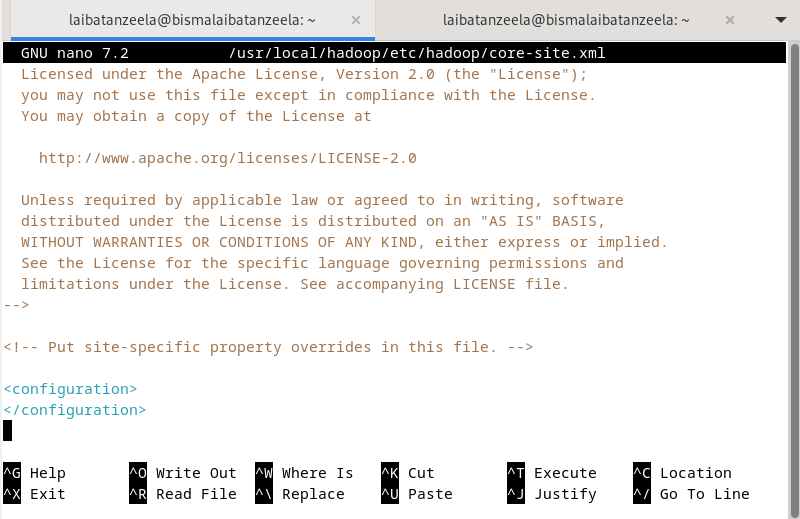 laibatanzeela@bismalaibatanzeela: ~ × laibatanzeela@bismalaibatanzeela: ~ ×
GNU nano 7.2 /usr/local/hadoop/etc/hadoop/core-site.xml
Licensed under the Apache License, Version 2.0 (the "License");
you may not use this file except in compliance with the License.
You may obtain a copy of the License at
http://www.apache.org/licenses/LICENSE-2.0
Unless required by applicable law or agreed to in writing, software
distributed under the License is distributed on an "AS IS" BASIS,
WITHOUT WARRANTIES OR CONDITIONS OF ANY KIND, either express or implied.
See the License for the specific language governing permissions and
limitations under the License. See accompanying LICENSE file.
-->
<!-- Put site-specific property overrides in this file. -->
<configuration>
</configuration>
^G Help ^O Write Out ^W Where Is ^K Cut ^T Execute ^C Location
^X Exit ^R Read File ^\ Replace ^U Paste ^J Justify ^/ Go To Line